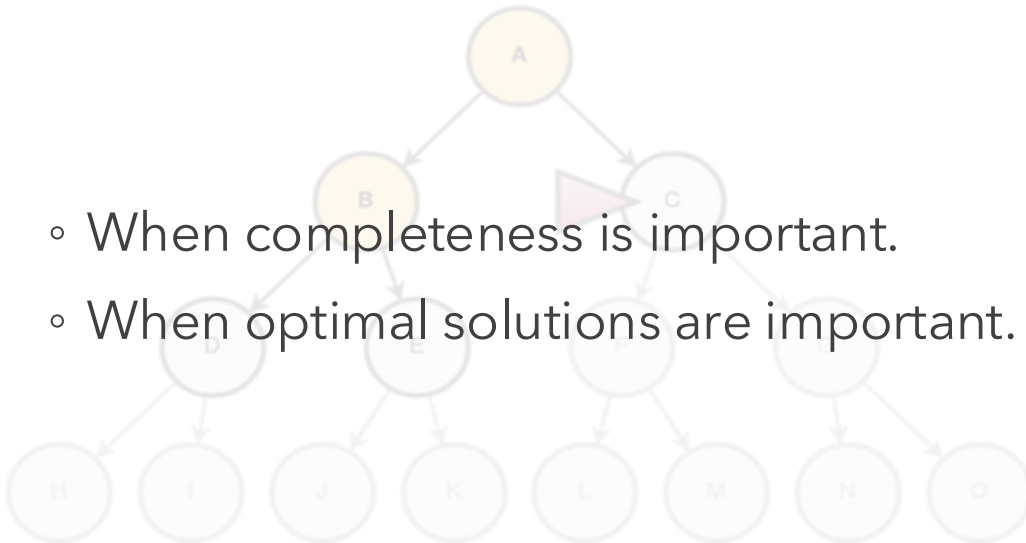 A
B
C
◦ When completeness is important.
◦ When optimal solutions are important.
D
E
F
H
I
J
K
L
M
N
O